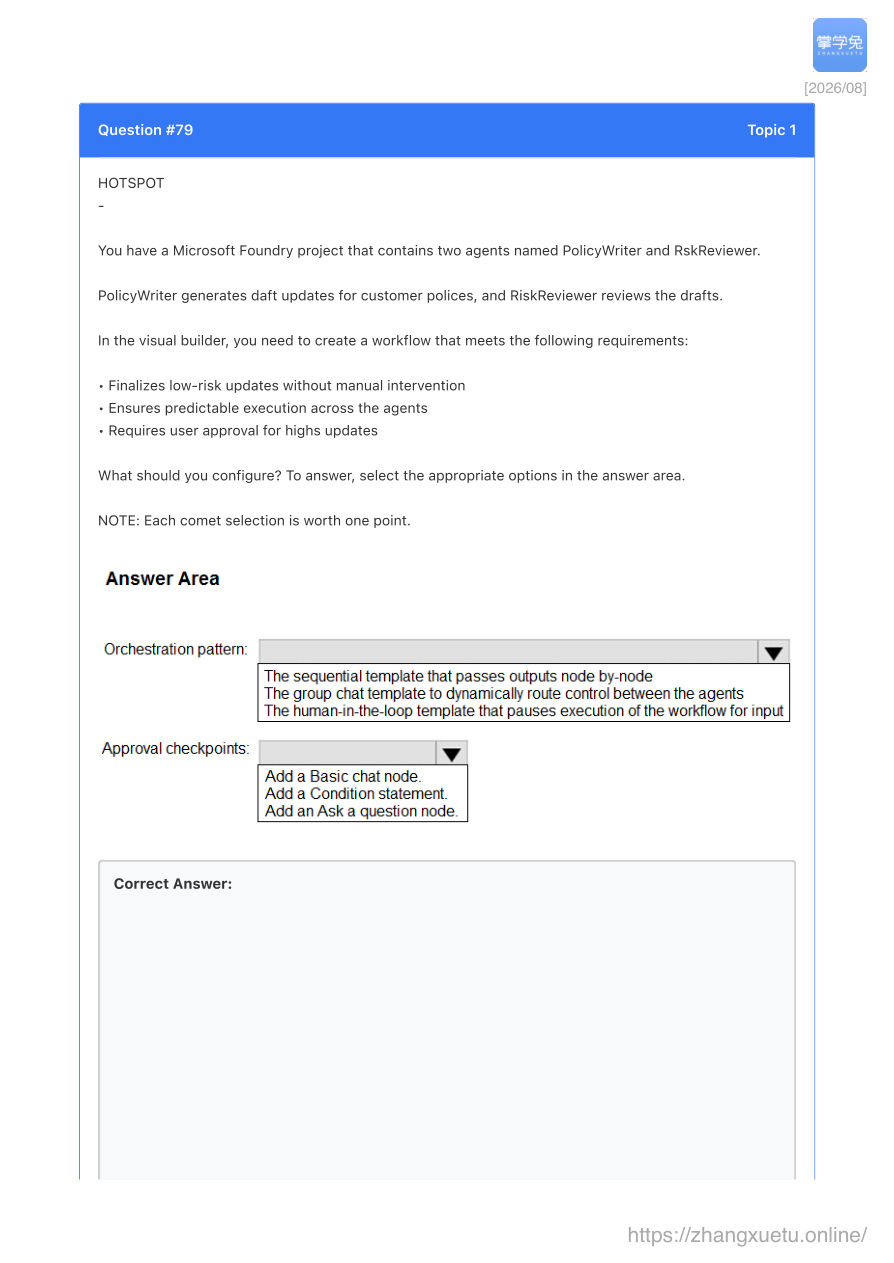 掌学兔
ZHANGXUETU
[2026/08]
Question #79 Topic 1
HOTSPOT
-
You have a Microsoft Foundry project that contains two agents named PolicyWriter and RskReviewer.
PolicyWriter generates daft updates for customer polices, and RiskReviewer reviews the drafts.
In the visual builder, you need to create a workflow that meets the following requirements:
• Finalizes low-risk updates without manual intervention
• Ensures predictable execution across the agents
• Requires user approval for highs updates
What should you configure? To answer, select the appropriate options in the answer area.
NOTE: Each comet selection is worth one point.
Answer Area
Orchestration pattern:
The sequential template that passes outputs node by-node
The group chat template to dynamically route control between the agents
The human-in-the-loop template that pauses execution of the workflow for input
Approval checkpoints:
Add a Basic chat node.
Add a Condition statement.
Add an Ask a question node.
Correct Answer:
https://zhangxuetu.online/